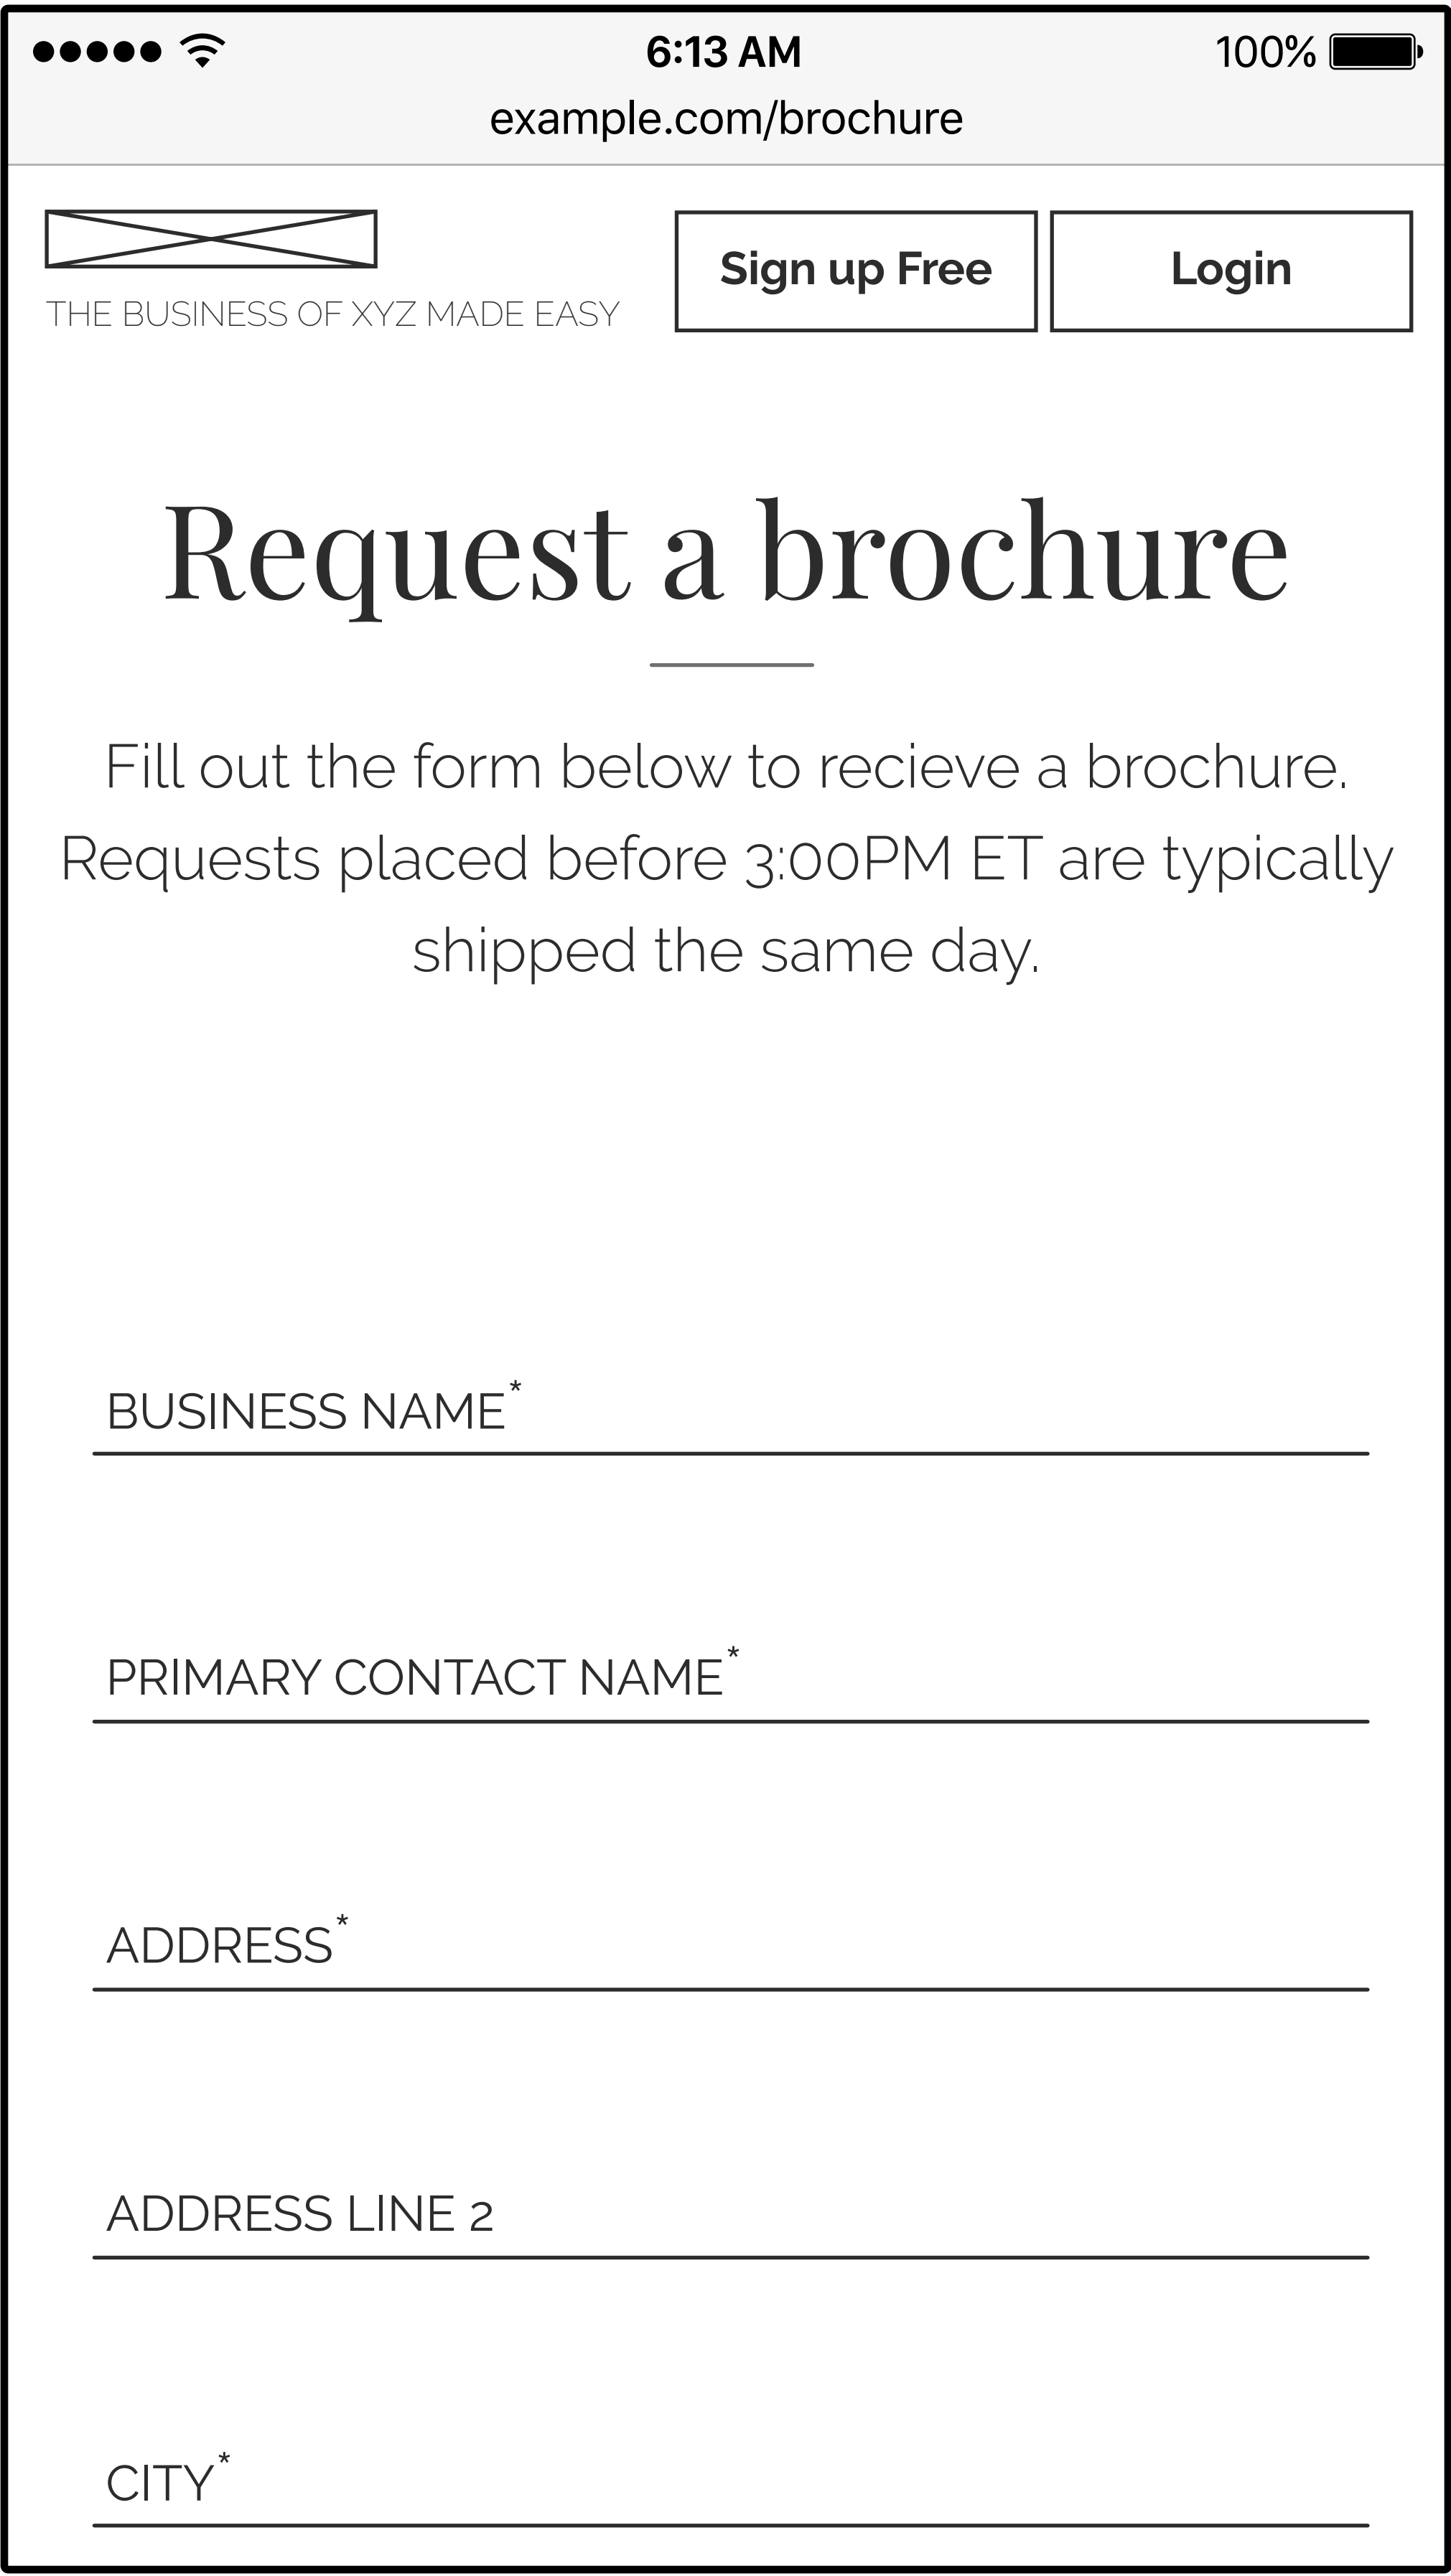 6:13 AM
100%
example.com/brochure
THE BUSINESS OF XYZ MADE EASY
Sign up Free
Login
Request a brochure
Fill out the form below to recieve a brochure.
Requests placed before 3:00PM ET are typically
shipped the same day.
BUSINESS NAME*
PRIMARY CONTACT NAME*
ADDRESS*
ADDRESS LINE 2
CITY*